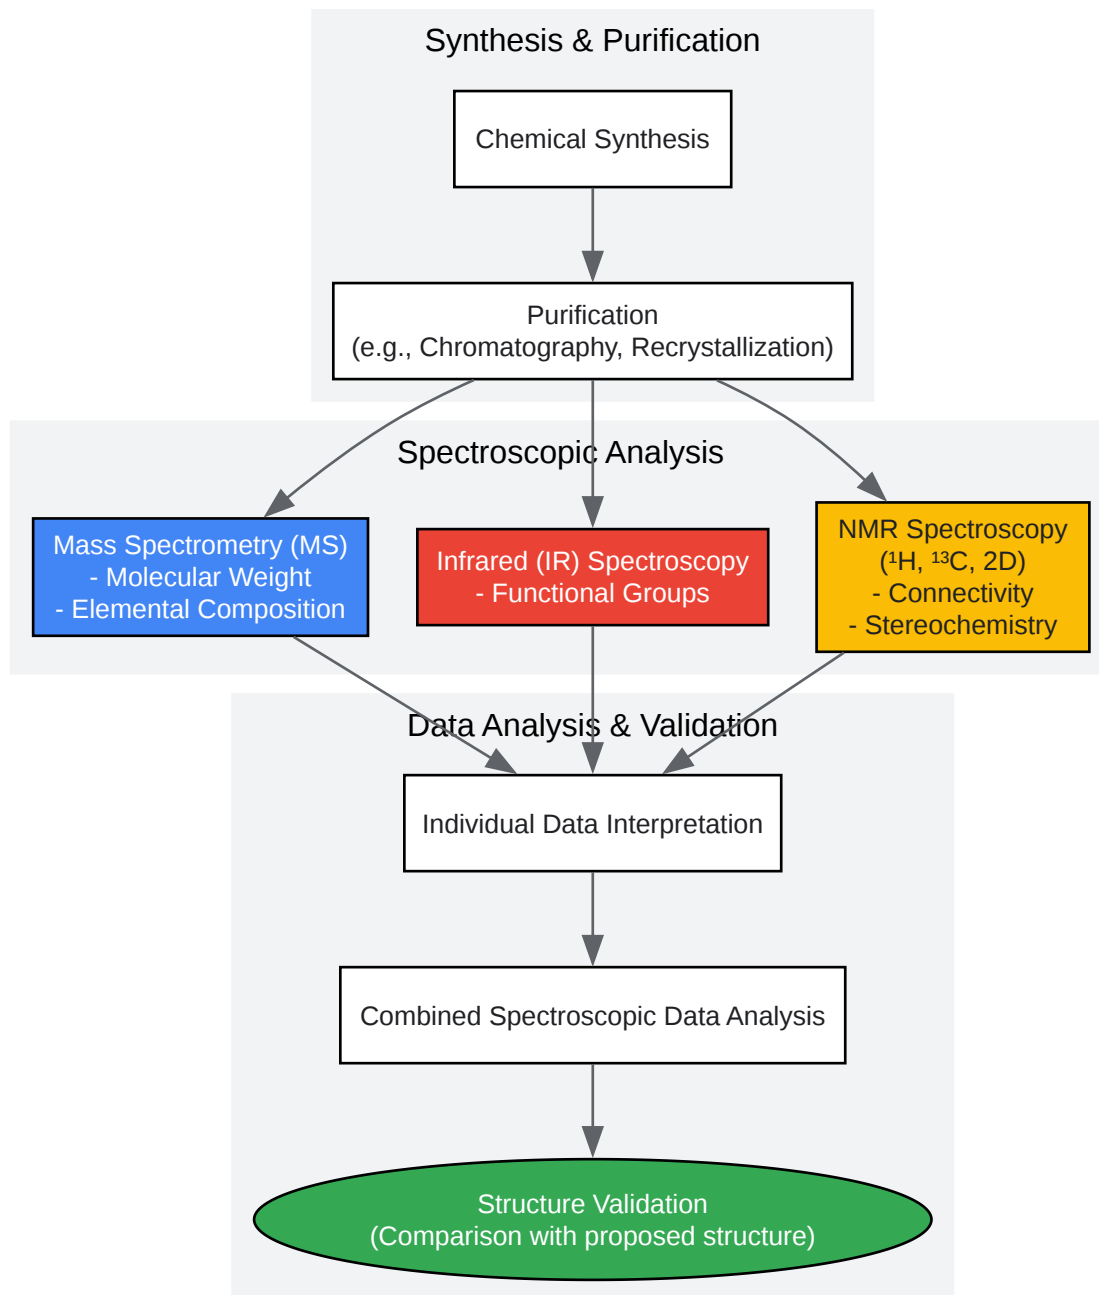 Synthesis & Purification
Chemical Synthesis
Purification
(e.g., Chromatography, Recrystallization)
Spectroscopic Analysis
Mass Spectrometry (MS)
- Molecular Weight
- Elemental Composition
Infrared (IR) Spectroscopy
- Functional Groups
NMR Spectroscopy
(¹H, ¹³C, 2D)
- Connectivity
- Stereochemistry
Data Analysis & Validation
Individual Data Interpretation
Combined Spectroscopic Data Analysis
Structure Validation
(Comparison with proposed structure)